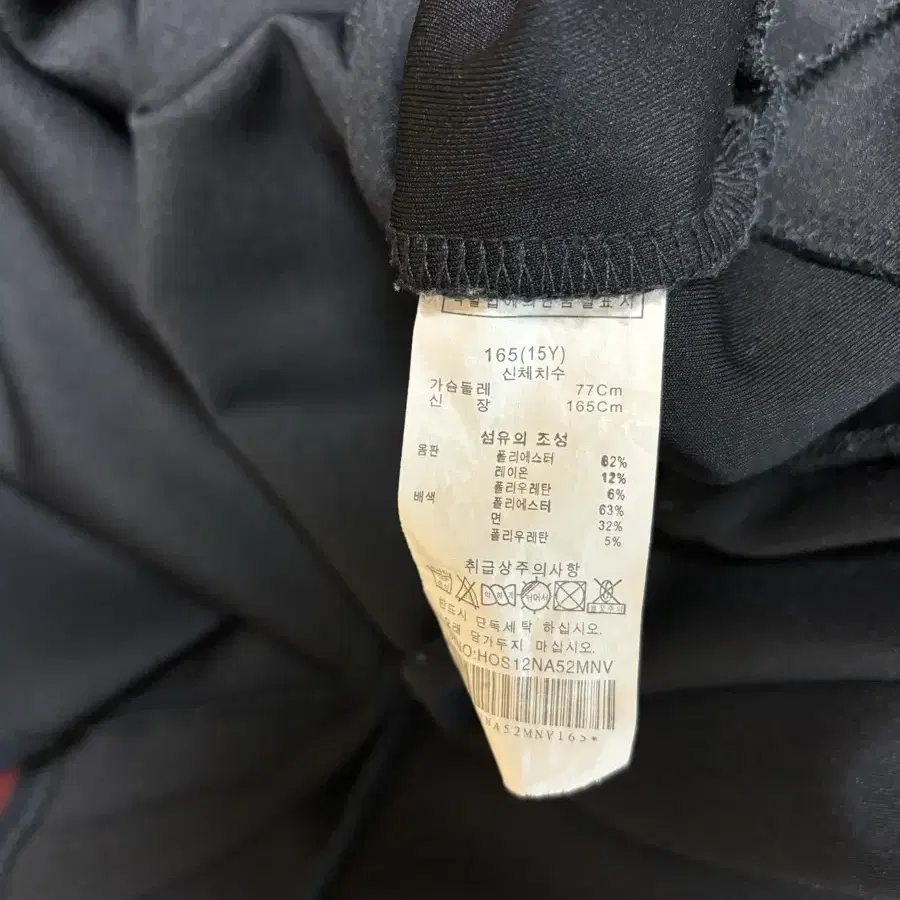 165(15Y)
신체치수
가슴둘레 77Cm
신 장 165Cm
섬유의 조성
몸판 폴리에스터 82%
레이온 12%
폴리우레탄 6%
배색 폴리에스터 63%
면 32%
폴리우레탄 5%
취급상주의사항
반드시 단독세탁 하십시오.
담가두지 마십시오.
NO:HOS12NA52MNV
NA52MNV165*